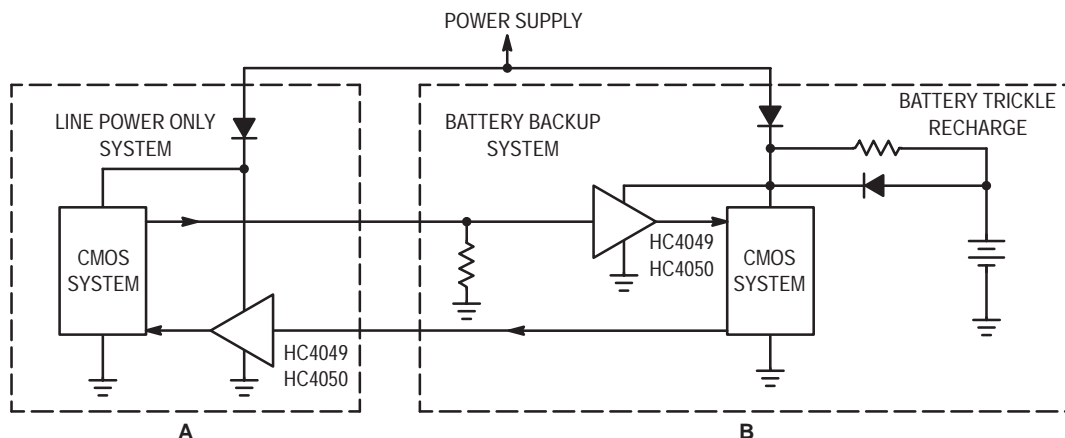 POWER SUPPLY
LINE POWER ONLY
SYSTEM
BATTERY BACKUP
SYSTEM
BATTERY TRICKLE
RECHARGE
CMOS
SYSTEM
HC4049
HC4050
HC4049
HC4050
CMOS
SYSTEM
A
B